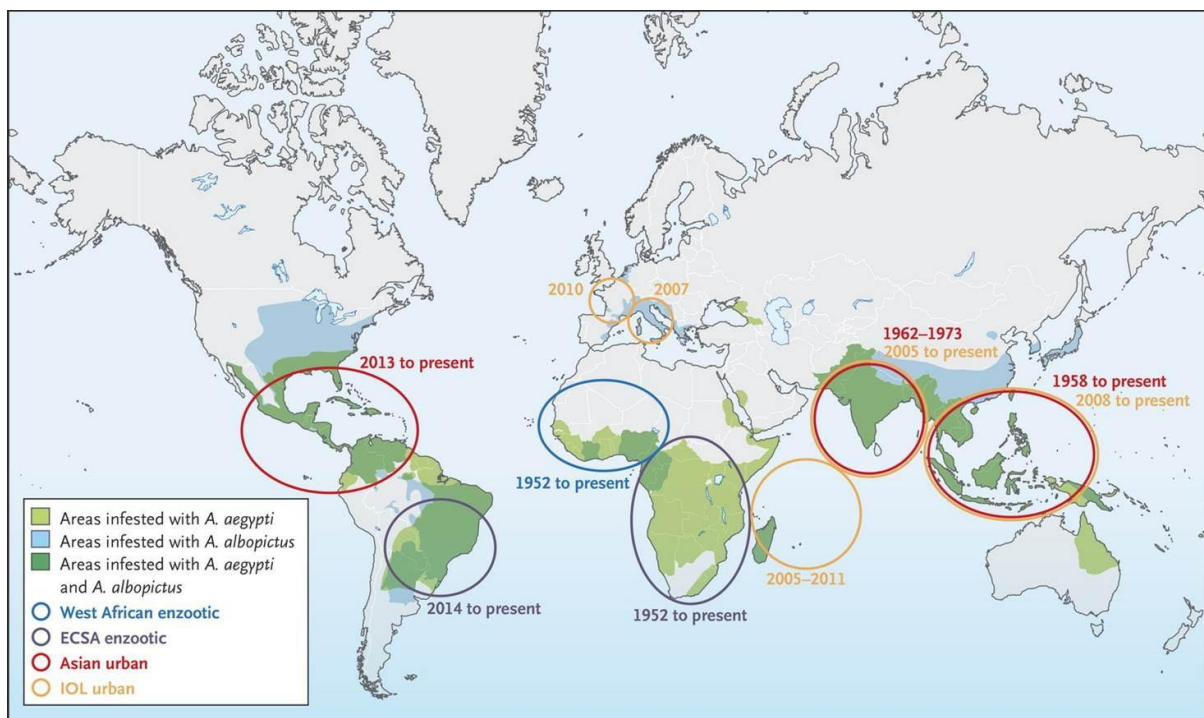 2010
2007
1962–1973
2005 to present
2013 to present
1958 to present
2008 to present
1952 to present
2005–2011
2014 to present
1952 to present
Areas infested with A. aegypti
Areas infested with A. albopictus
Areas infested with A. aegypti
and A. albopictus
West African enzootic
ECSA enzootic
Asian urban
IOL urban